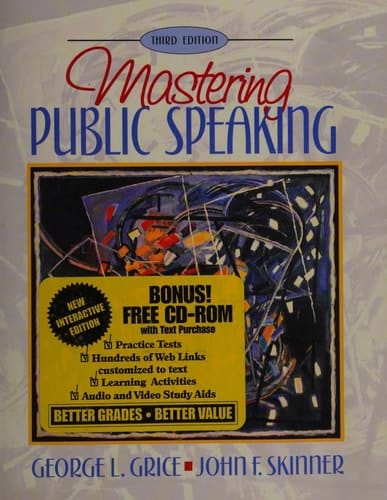 THIRD EDITION
Mastering
PUBLIC SPEAKING
NEW
INTERACTIVE
EDITION
BONUS!
FREE CD-ROM
with Text Purchase
Practice Tests
Hundreds of Web Links
customized to text
Learning Activities
Audio and Video Study Aids
BETTER GRADES • BETTER VALUE
GEORGE L. GRICE • JOHN F. SKINNER